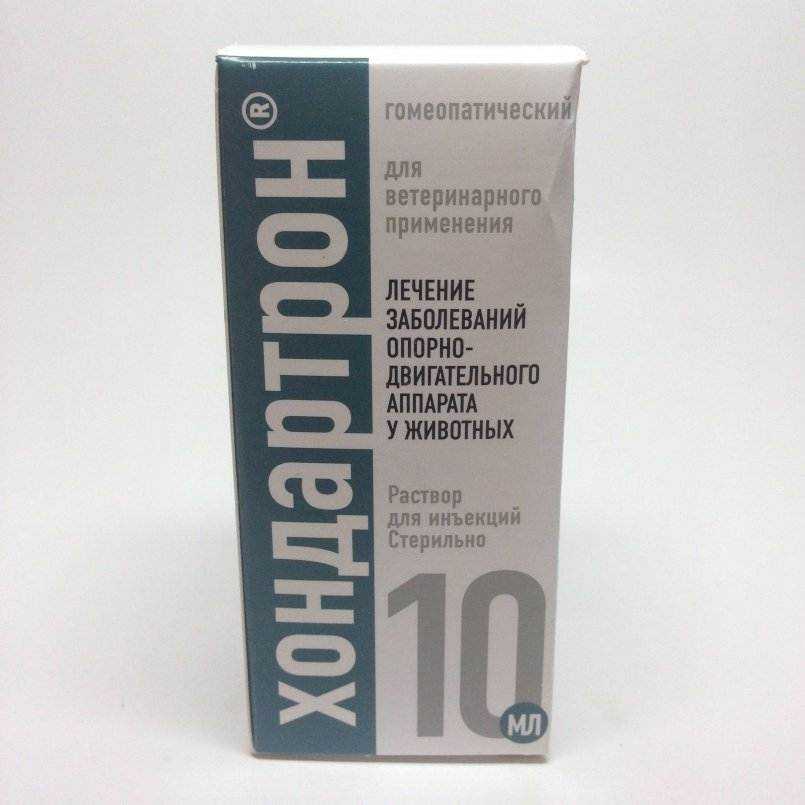 ХОНДАРТРОН®
гомеопатический
для
ветеринарного
применения
ЛЕЧЕНИЕ
ЗАБОЛЕВАНИЙ
ОПОРНО-
ДВИГАТЕЛЬНОГО
АППАРАТА
У ЖИВОТНЫХ
Раствор
для инъекций
Стерильно
10
МЛ